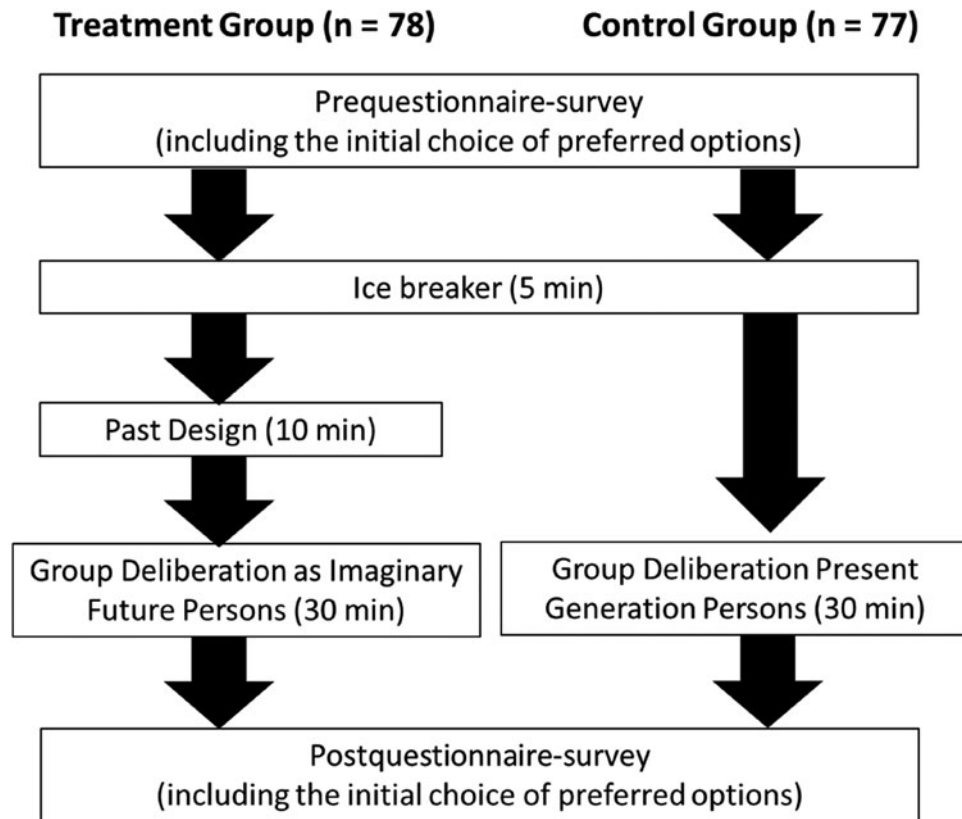 Treatment Group (n = 78)
Control Group (n = 77)
Prequestionnaire-survey
(including the initial choice of preferred options)
Ice breaker (5 min)
Past Design (10 min)
Group Deliberation as Imaginary
Future Persons (30 min)
Group Deliberation Present
Generation Persons (30 min)
Postquestionnaire-survey
(including the initial choice of preferred options)